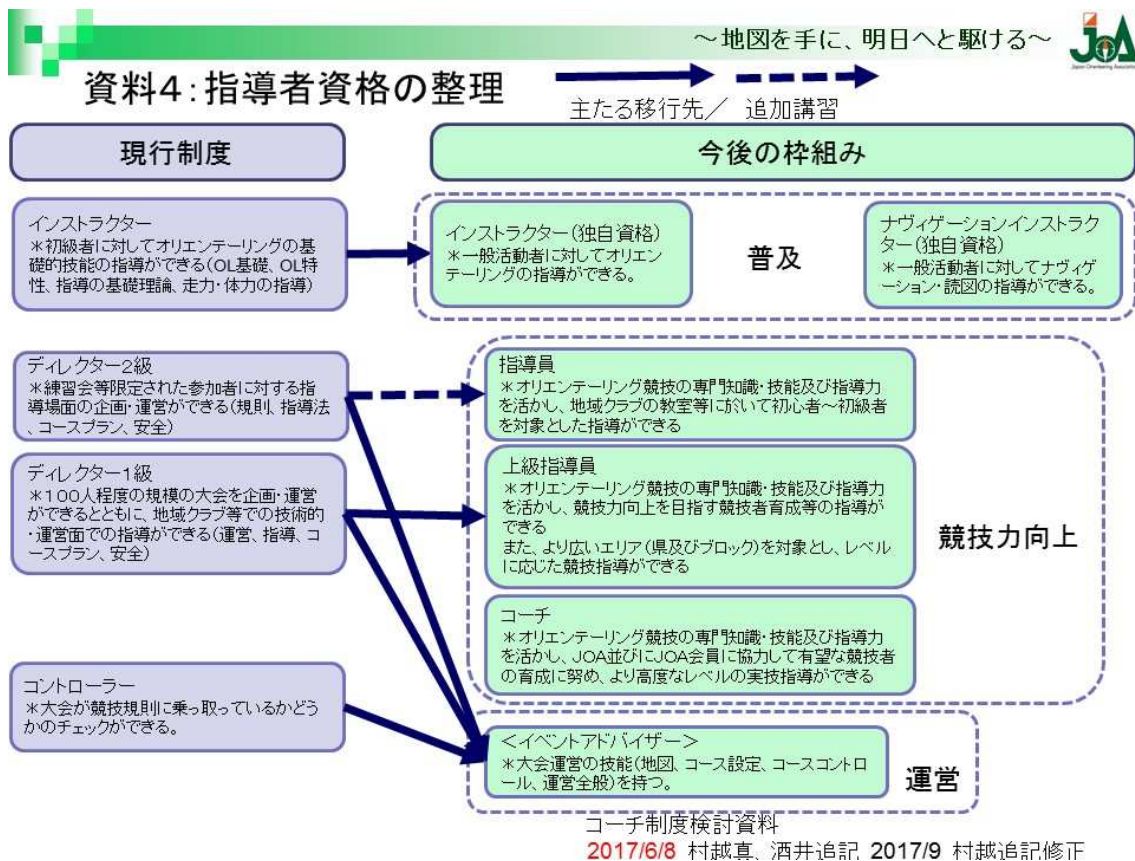 ～地図を手に、明日へと駆ける～
JOA
Japan Orienteering Association
資料4：指導者資格の整理
主たる移行先／ 追加講習
現行制度
今後の枠組み
インストラクター
＊初級者に対してオリエンテーリングの基
礎的技能の指導ができる(OL基礎、OL特
性、指導の基礎理論、走力・体力の指導)
インストラクター(独自資格)
＊一般活動者に対してオリエン
テーリングの指導ができる。
普及
ナヴィゲーションインストラク
ター(独自資格)
＊一般活動者に対してナヴィゲ
ーション・読図の指導ができる。
ディレクター2級
＊練習会等限定された参加者に対する指
導場面の企画・運営ができる(規則、指導法
、コースプラン、安全)
指導員
＊オリエンテーリング競技の専門知識・技能及び指導力
を活かし、地域クラブの教室等に於いて初心者～初級者
を対象とした指導ができる
ディレクター1級
＊100人程度の規模の大会を企画・運営
ができるとともに、地域クラブ等での技術的
・運営面での指導ができる(運営、指導、コ
ースプラン、安全)
上級指導員
＊オリエンテーリング競技の専門知識・技能及び指導力
を活かし、競技力向上を目指す競技者育成等の指導が
できる
また、より広いエリア(県及びブロック)を対象とし、レベル
に応じた競技指導ができる
競技力向上
コーチ
＊オリエンテーリング競技の専門知識・技能及び指導力
を活かし、JOA並びにJOA会員に協力して有望な競技者
の育成に努め、より高度なレベルの実技指導ができる
コントローラー
＊大会が競技規則に乗っ取っているかどう
かのチェックができる。
＜イベントアドバイザー＞
＊大会運営の技能(地図、コース設定、コースコントロ
ール、運営全般)を持つ。
運営
コーチ制度検討資料
2017/6/8 村越真、酒井追記 2017/9 村越追記修正